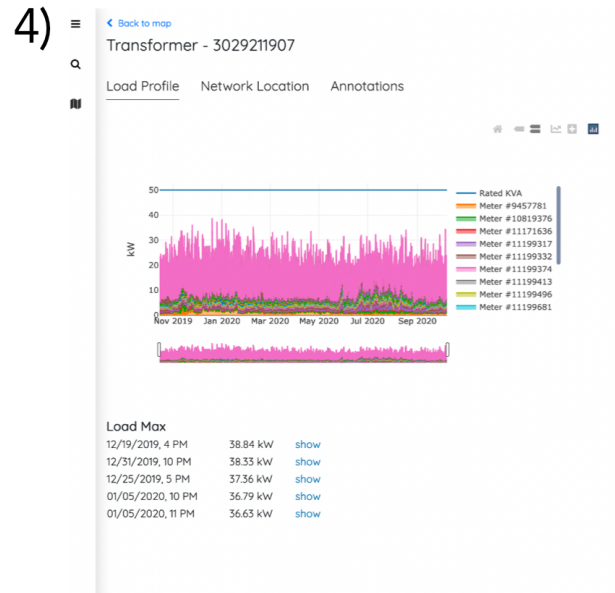 4)
Back to map
Transformer - 3029211907
Load Profile Network Location Annotations
50
40
30
20
10
0
kW
Nov 2019 Jan 2020 Mar 2020 May 2020 Jul 2020 Sep 2020
Rated KVA
Meter #9457781
Meter #10819376
Meter #11171636
Meter #11199317
Meter #11199332
Meter #11199374
Meter #11199413
Meter #11199496
Meter #11199681
Load Max
12/19/2019, 4 PM 38.84 kW show
12/31/2019, 10 PM 38.33 kW show
12/25/2019, 5 PM 37.36 kW show
01/05/2020, 10 PM 36.79 kW show
01/05/2020, 11 PM 36.63 kW show